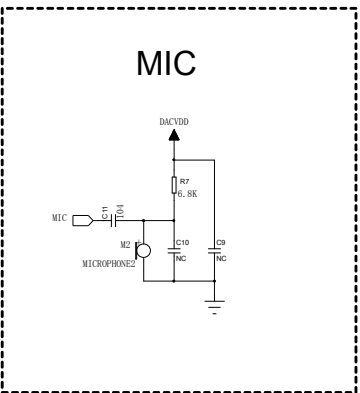 MIC
DACVDD
R7
6.8K
C11
104
MIC
M2
MICROPHONE2
C10
NC
C9
NC